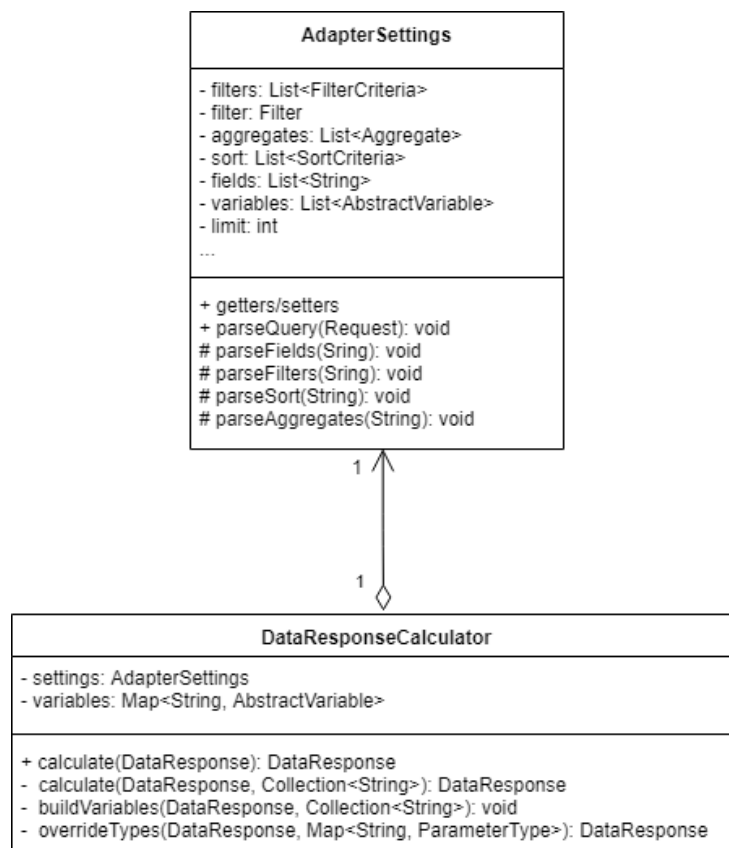 AdapterSettings
- filters: List<FilterCriteria>
- filter: Filter
- aggregates: List<Aggregate>
- sort: List<SortCriteria>
- fields: List<String>
- variables: List<AbstractVariable>
- limit: int
...
+ getters/setters
+ parseQuery(Request): void
# parseFields(Sring): void
# parseFilters(Sring): void
# parseSort(String): void
# parseAggregates(String): void
1
1
DataResponseCalculator
- settings: AdapterSettings
- variables: Map<String, AbstractVariable>
+ calculate(DataResponse): DataResponse
- calculate(DataResponse, Collection<String>): DataResponse
- buildVariables(DataResponse, Collection<String>): void
- overrideTypes(DataResponse, Map<String, ParameterType>): DataResponse